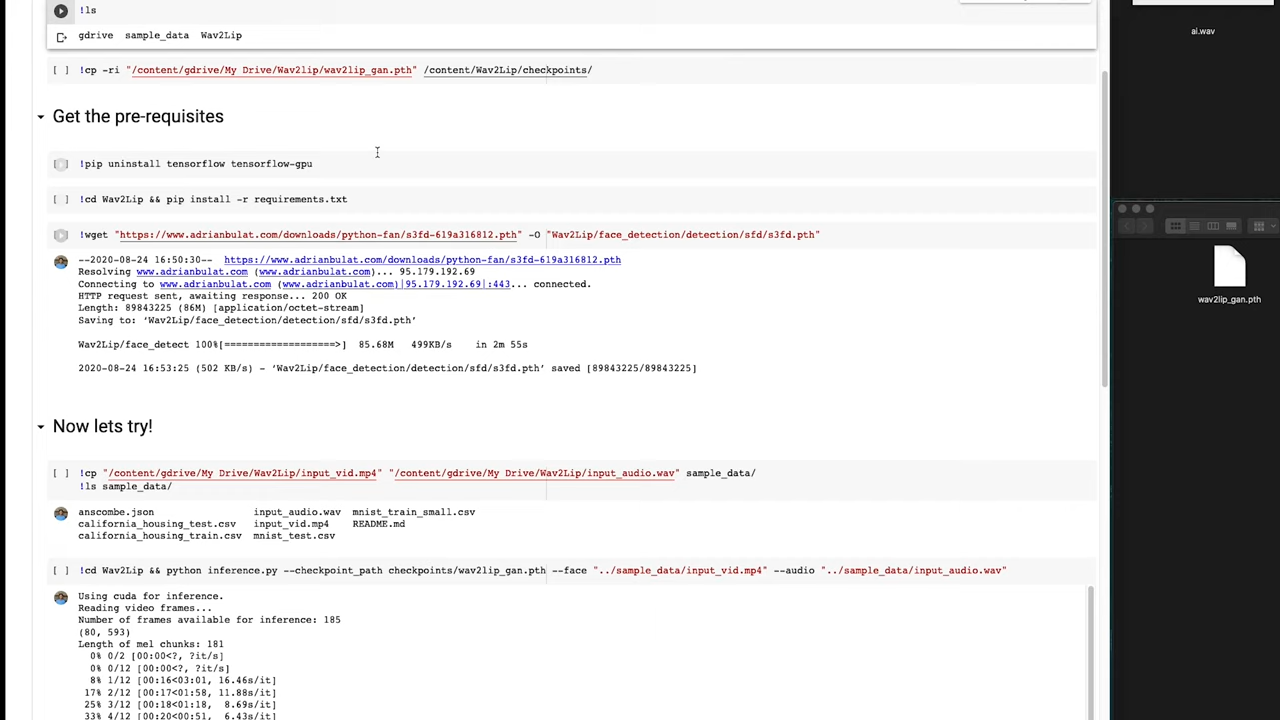 !ls
gdrive sample_data Wav2Lip
[ ] !cp -ri "/content/gdrive/My Drive/Wav2lip/wav2lip_gan.pth" /content/Wav2Lip/checkpoints/
Get the pre-requisites
!pip uninstall tensorflow tensorflow-gpu
[ ] !cd Wav2Lip && pip install -r requirements.txt
!wget "https://www.adrianbulat.com/downloads/python-fan/s3fd-619a316812.pth" -O "Wav2Lip/face_detection/detection/sfd/s3fd.pth"
--2020-08-24 16:50:30-- https://www.adrianbulat.com/downloads/python-fan/s3fd-619a316812.pth
Resolving www.adrianbulat.com (www.adrianbulat.com)... 95.179.192.69
Connecting to www.adrianbulat.com (www.adrianbulat.com)|95.179.192.69|:443... connected.
HTTP request sent, awaiting response... 200 OK
Length: 89843225 (86M) [application/octet-stream]
Saving to: ‘Wav2Lip/face_detection/detection/sfd/s3fd.pth’
Wav2Lip/face_detect 100%[===================>] 85.68M 499KB/s in 2m 55s
2020-08-24 16:53:25 (502 KB/s) - ‘Wav2Lip/face_detection/detection/sfd/s3fd.pth’ saved [89843225/89843225]
Now lets try!
[ ] !cp "/content/gdrive/My Drive/Wav2Lip/input_vid.mp4" "/content/gdrive/My Drive/Wav2Lip/input_audio.wav" sample_data/
!ls sample_data/
anscombe.json input_audio.wav mnist_train_small.csv
california_housing_test.csv input_vid.mp4 README.md
california_housing_train.csv mnist_test.csv
[ ] !cd Wav2Lip && python inference.py --checkpoint_path checkpoints/wav2lip_gan.pth --face "../sample_data/input_vid.mp4" --audio "../sample_data/input_audio.wav"
Using cuda for inference.
Reading video frames...
Number of frames available for inference: 185
(80, 593)
Length of mel chunks: 181
0% 0/2 [00:00<?, ?it/s]
0% 0/12 [00:00<?, ?it/s]
8% 1/12 [00:16<03:01, 16.46s/it]
17% 2/12 [00:17<01:58, 11.88s/it]
25% 3/12 [00:18<01:18, 8.69s/it]
33% 4/12 [00:20<00:51, 6.43s/it]
ai.wav
wav2lip_gan.pth